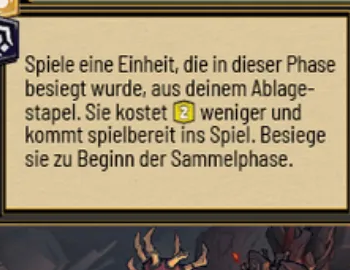 Spiele eine Einheit, die in dieser Phase
besiegt wurde, aus deinem Ablage-
stapel. Sie kostet 2 weniger und
kommt spielbereit ins Spiel. Besiege
sie zu Beginn der Sammelphase.